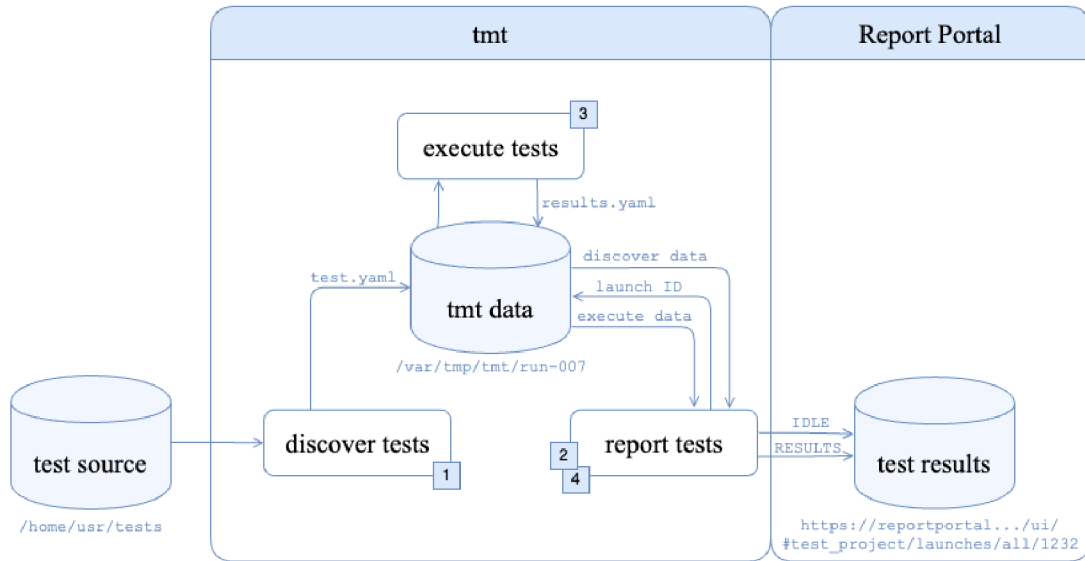 tmt
Report Portal
3
execute tests
results.yaml
test.yaml
discover data
launch ID
execute data
tmt data
/var/tmp/tmt/run-007
test source
/home/usr/tests
discover tests
1
report tests
2
4
IDLE
RESULTS
test results
https://reportportal.../ui/
#test_project/launches/all/1232